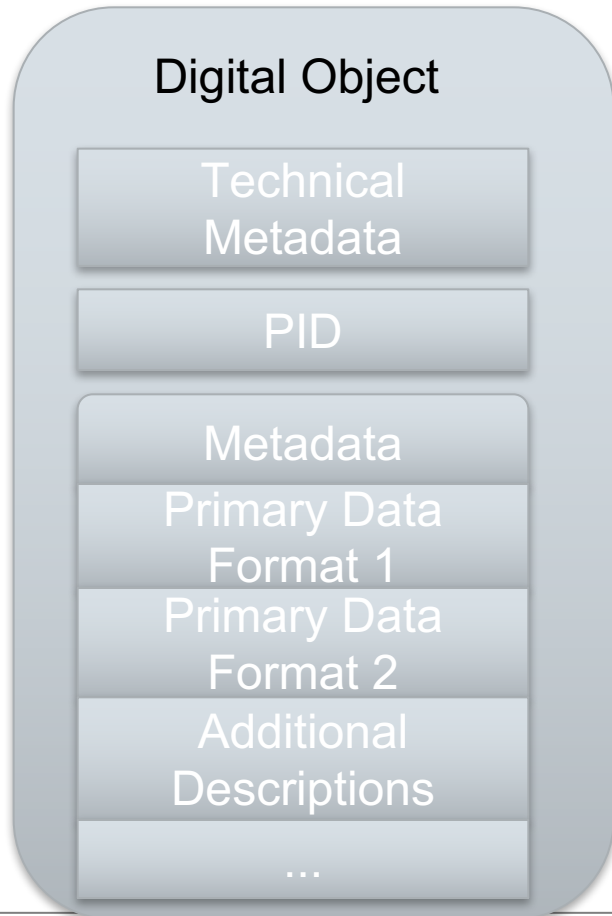 Digital Object
Technical
Metadata
PID
Metadata
Primary Data
Format 1
Primary Data
Format 2
Additional
Descriptions
...